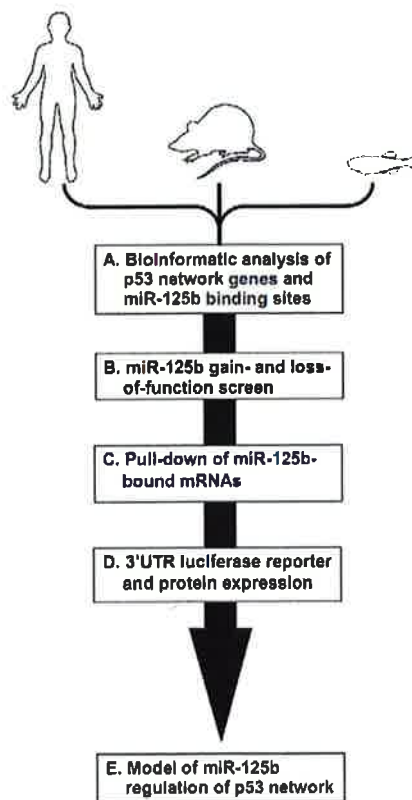 A. Bioinformatic analysis of
p53 network genes and
miR-125b binding sites
B. miR-125b gain- and loss-
of-function screen
C. Pull-down of miR-125b-
bound mRNAs
D. 3'UTR luciferase reporter
and protein expression
E. Model of miR-125b
regulation of p53 network